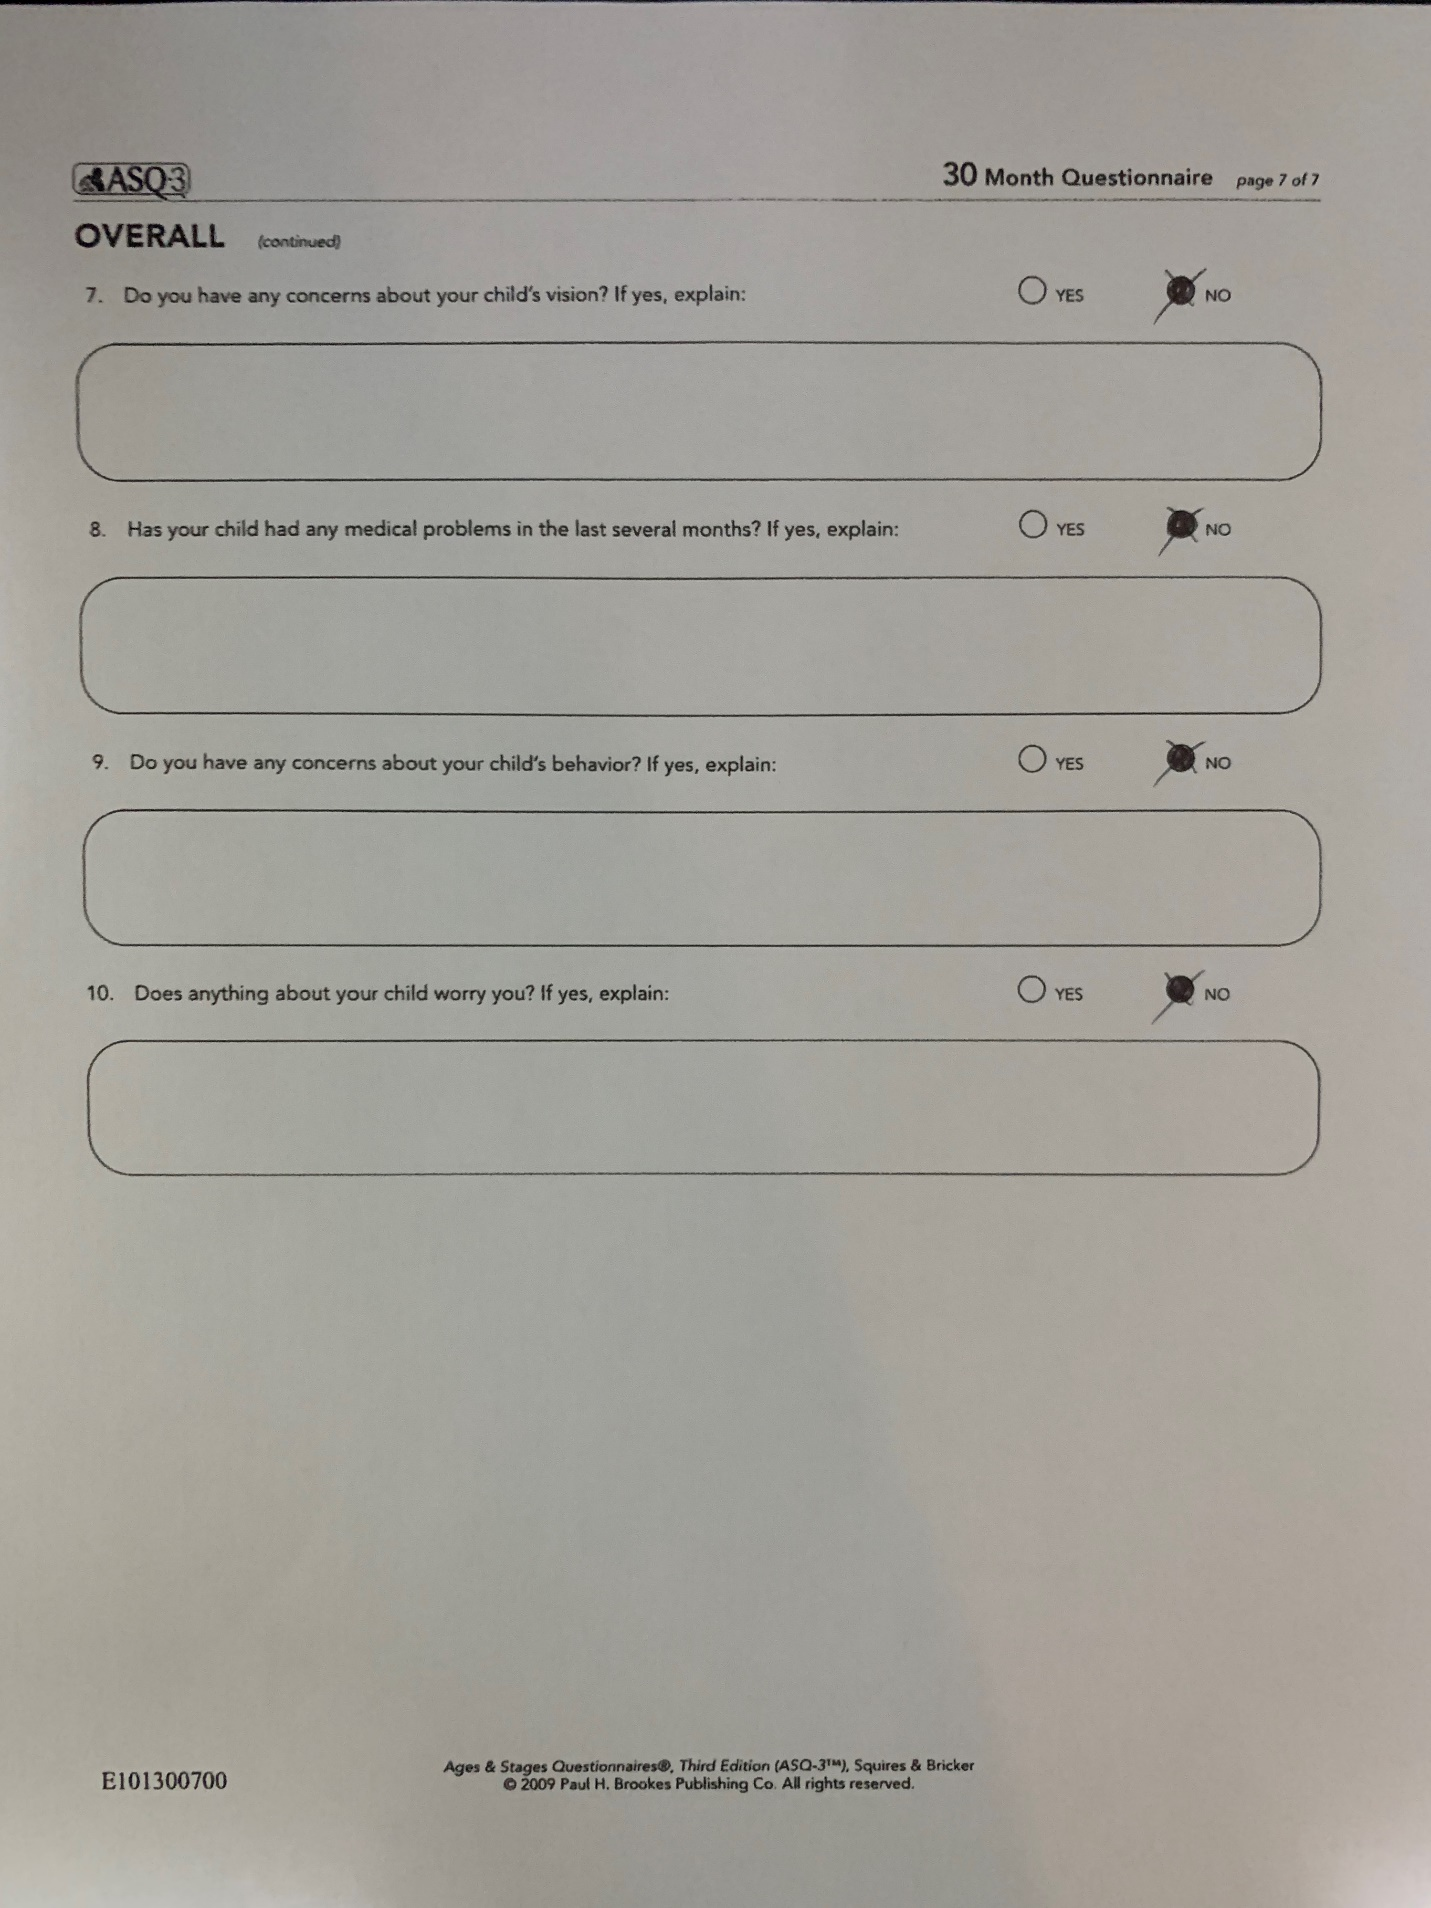 ASQ-3
30 Month Questionnaire page 7 of 7
OVERALL (continued)
7. Do you have any concerns about your child's vision? If yes, explain: YES NO
8. Has your child had any medical problems in the last several months? If yes, explain: YES NO
9. Do you have any concerns about your child's behavior? If yes, explain: YES NO
10. Does anything about your child worry you? If yes, explain: YES NO
E101300700
Ages & Stages Questionnaires®, Third Edition (ASQ-3™), Squires & Bricker
© 2009 Paul H. Brookes Publishing Co. All rights reserved.